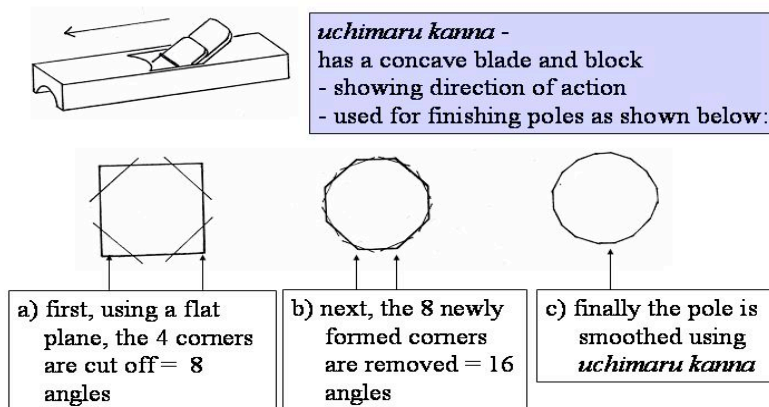 uchimaru kanna -
has a concave blade and block
- showing direction of action
- used for finishing poles as shown below:
a) first, using a flat
plane, the 4 corners
are cut off = 8
angles
b) next, the 8 newly
formed corners
are removed = 16
angles
c) finally the pole is
smoothed using
uchimaru kanna